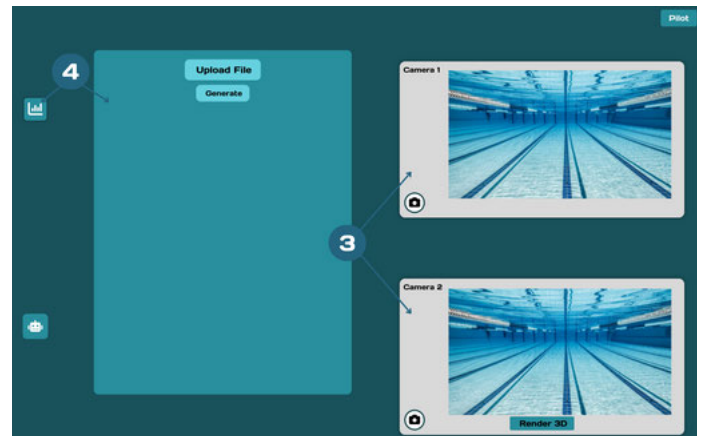 Pilot
4
Upload File
Generate
Camera 1
3
Camera 2
Render 3D